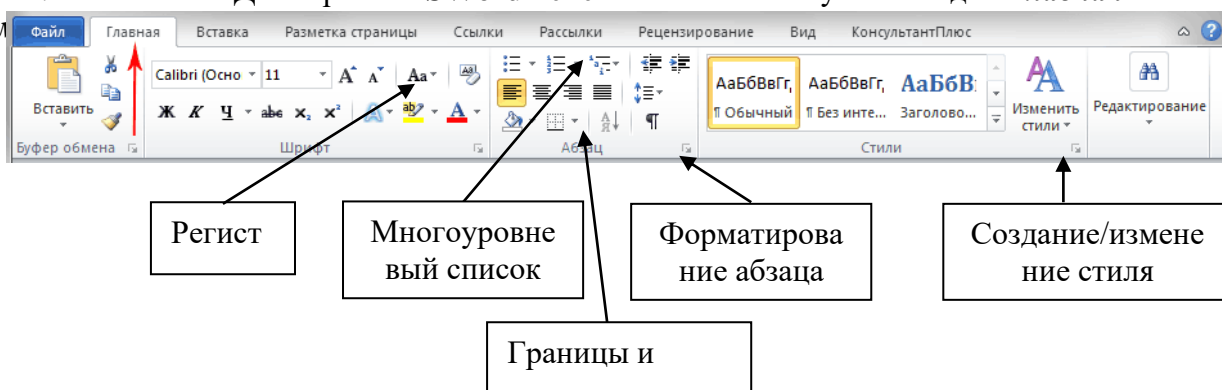 Файл Главная Вставка Разметка страницы Ссылки Рассылки Рецензирование Вид КонсультантПлюс
Calibri (Осно 11
Вставить
Ж К Ч abc x₂ x²
АаБбВвГг, АаБбВвГг, АаБбВ
¶ Обычный ¶ Без инте... Заголово...
Изменить
стили
Редактирование
Буфер обмена Шрифт Абзац Стили
Регист
Многоуровне
вый список
Форматирова
ние абзаца
Создание/измене
ние стиля
Границы и